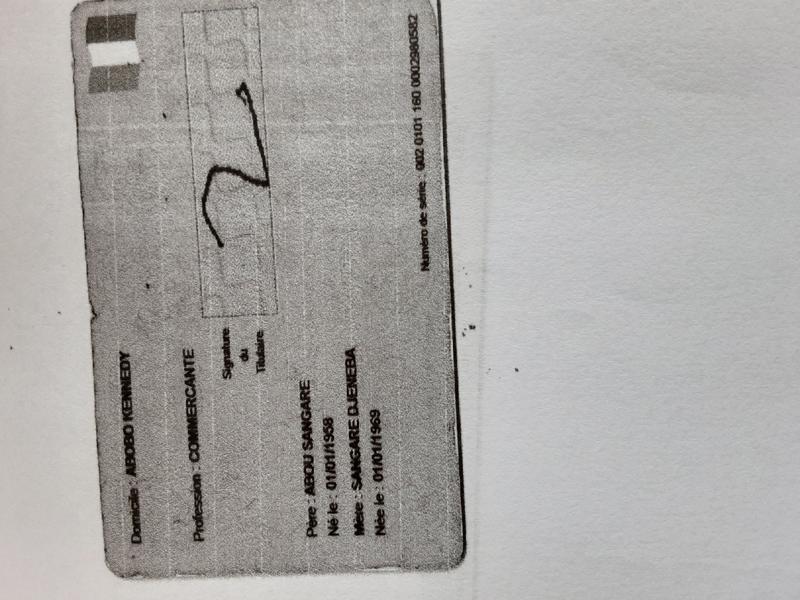 Domicile : ABOBO KENNEDY
Profession : COMMERCANTE
Signature
du
Titulaire
Père : ABOU SANGARE
Né le : 01/01/1958
Mère : SANGARE DJENEBA
Née le : 01/01/1969
Numéro de série : 002 0101 160 0002980582